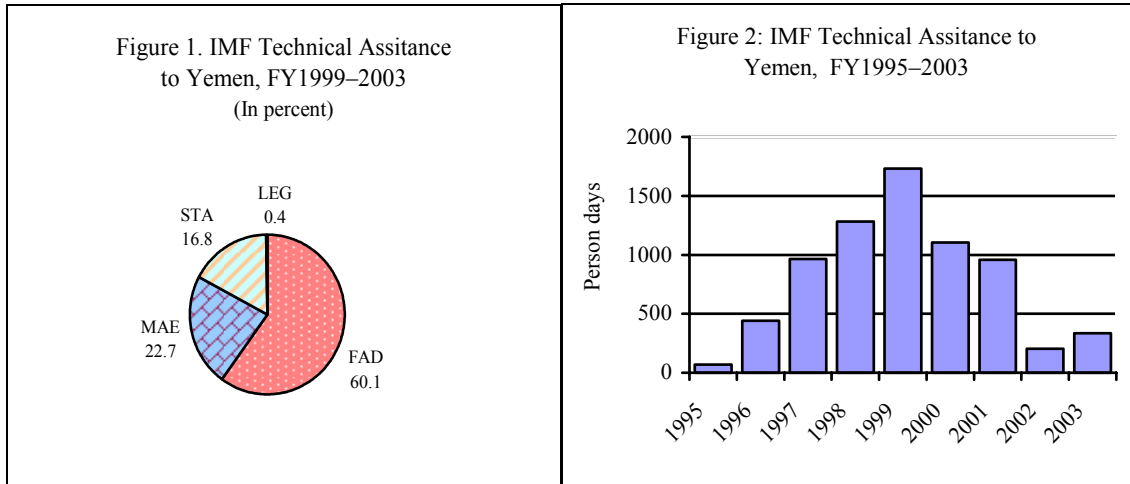 Figure 1. IMF Technical Assitance
to Yemen, FY1999–2003
(In percent)
LEG
0.4
STA
16.8
MAE
22.7
FAD
60.1
Figure 2: IMF Technical Assitance to
Yemen, FY1995–2003
Person days
2000
1500
1000
500
0
1995
1996
1997
1998
1999
2000
2001
2002
2003